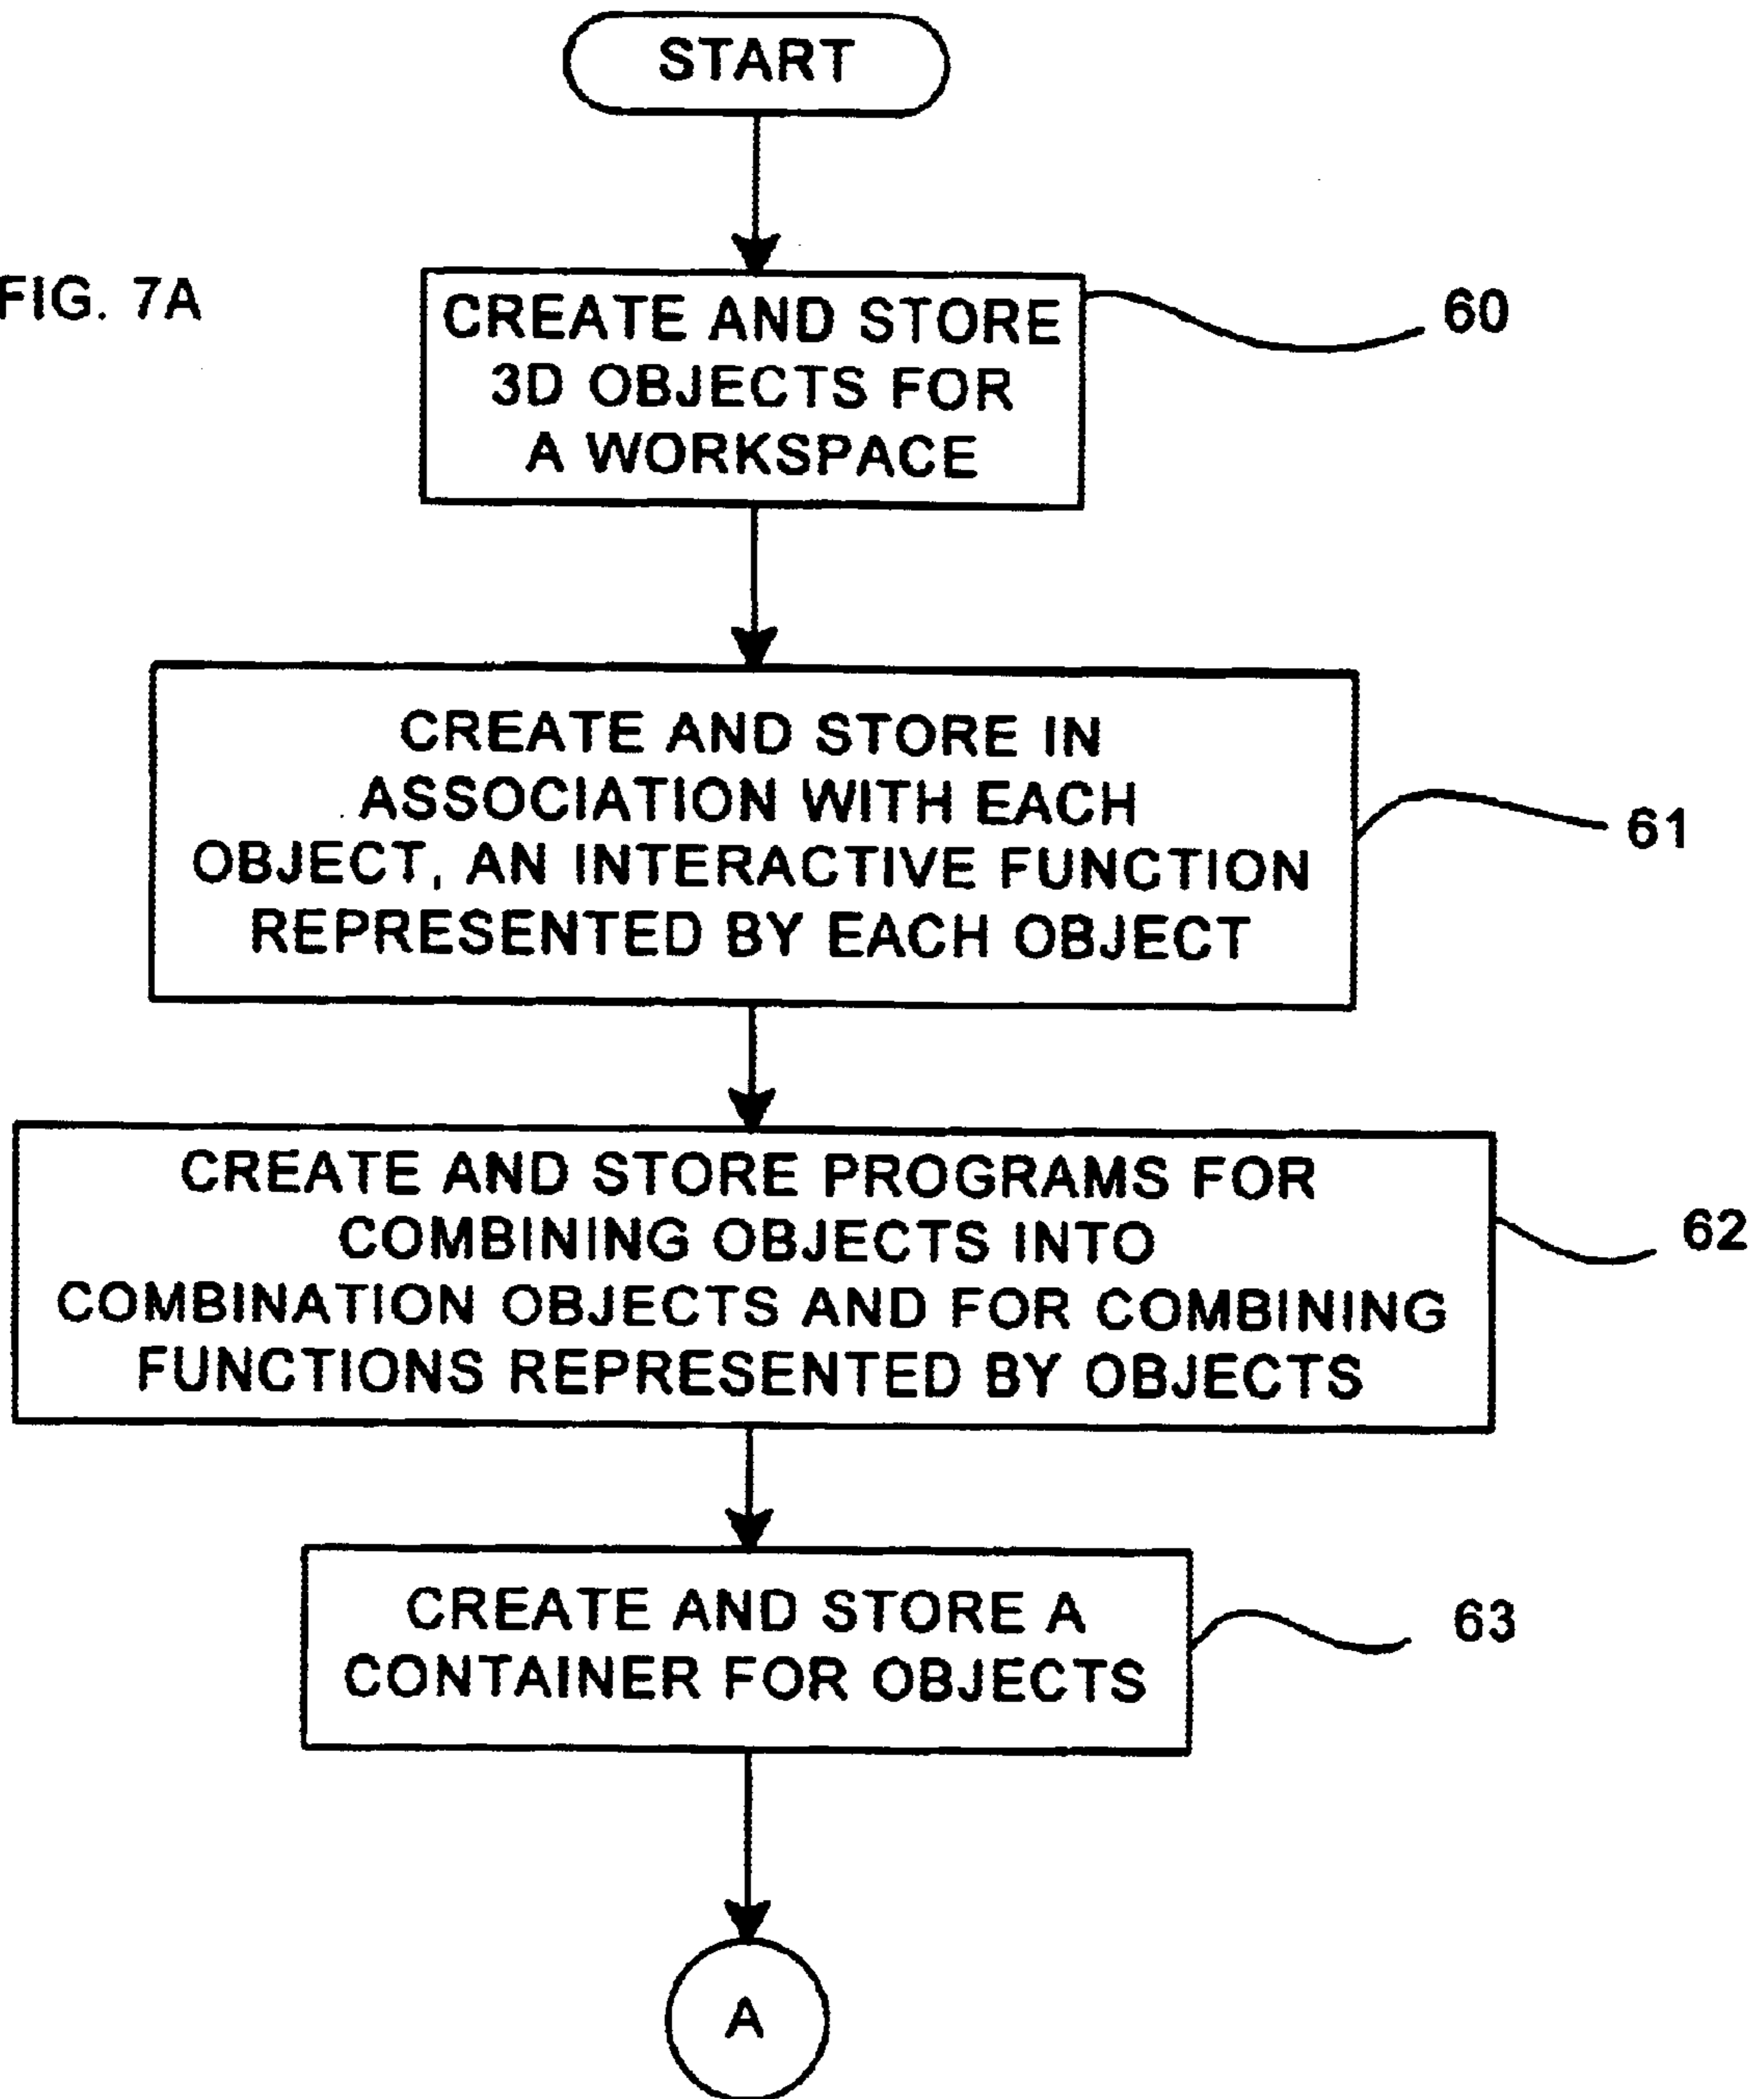 START
FIG. 7A
CREATE AND STORE
3D OBJECTS FOR
A WORKSPACE
60
CREATE AND STORE IN
ASSOCIATION WITH EACH
OBJECT, AN INTERACTIVE FUNCTION
REPRESENTED BY EACH OBJECT
61
CREATE AND STORE PROGRAMS FOR
COMBINING OBJECTS INTO
COMBINATION OBJECTS AND FOR COMBINING
FUNCTIONS REPRESENTED BY OBJECTS
62
CREATE AND STORE A
CONTAINER FOR OBJECTS
63
A